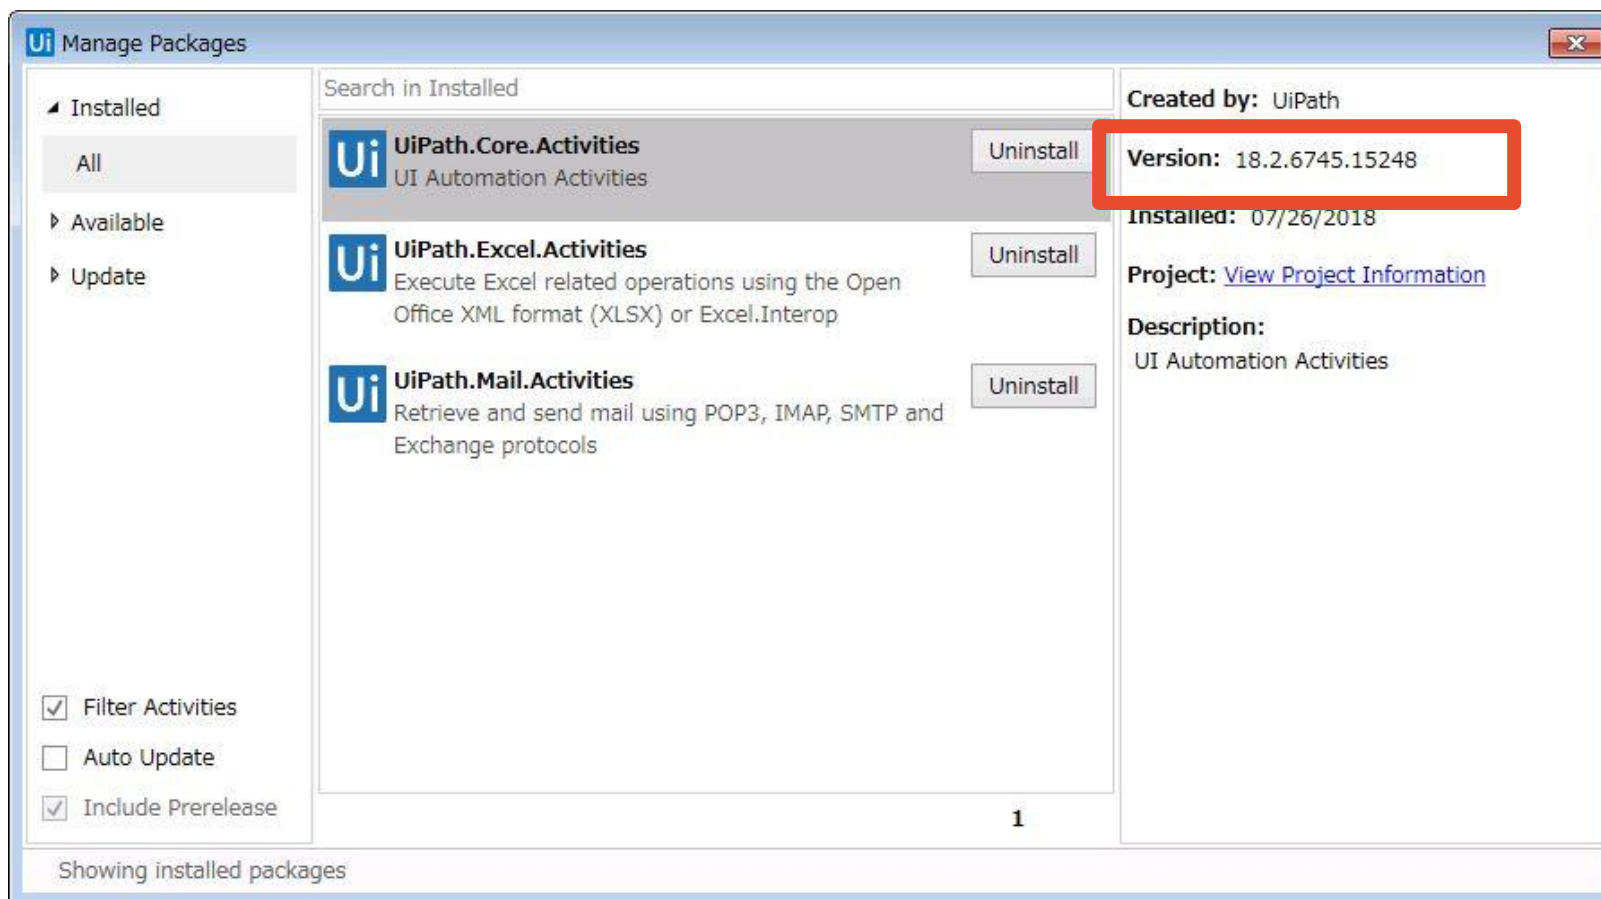 Ui Manage Packages
Installed
All
Available
Update
Filter Activities
Auto Update
Include Prerelease
Search in Installed
Ui UiPath.Core.Activities Uninstall
UI Automation Activities
Ui UiPath.Excel.Activities Uninstall
Execute Excel related operations using the Open
Office XML format (XLSX) or Excel.Interop
Ui UiPath.Mail.Activities Uninstall
Retrieve and send mail using POP3, IMAP, SMTP and
Exchange protocols
1
Created by: UiPath
Version: 18.2.6745.15248
Installed: 07/26/2018
Project: View Project Information
Description:
UI Automation Activities
Showing installed packages